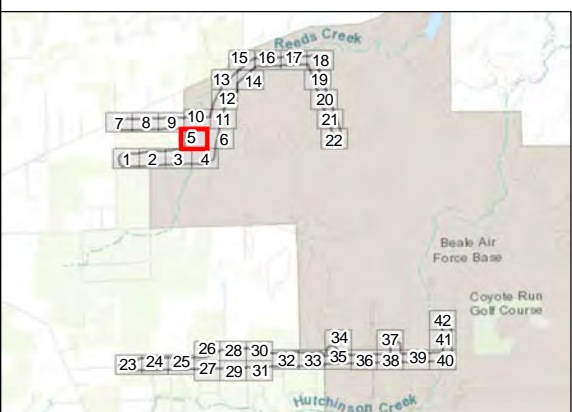 Reeds Creek
15 16 17 18
13 14 19
12 20
7 8 9 10 11 21
5 6 22
1 2 3 4
Beale Air
Force Base
Coyote Run
Golf Course
42
34 37 41
26 28 30
23 24 25 27 29 31 32 33 35 36 38 39 40
Hutchinson Creek